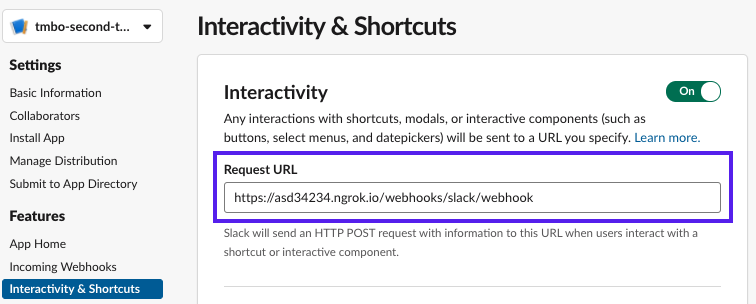 tmbo-second-t...
Settings
Basic Information
Collaborators
Install App
Manage Distribution
Submit to App Directory
Features
App Home
Incoming Webhooks
Interactivity & Shortcuts
Interactivity & Shortcuts
Interactivity
On
Any interactions with shortcuts, modals, or interactive components (such as
buttons, select menus, and datepickers) will be sent to a URL you specify. Learn more.
Request URL
https://asd34234.ngrok.io/webhooks/slack/webhook
Slack will send an HTTP POST request with information to this URL when users interact with a
shortcut or interactive component.